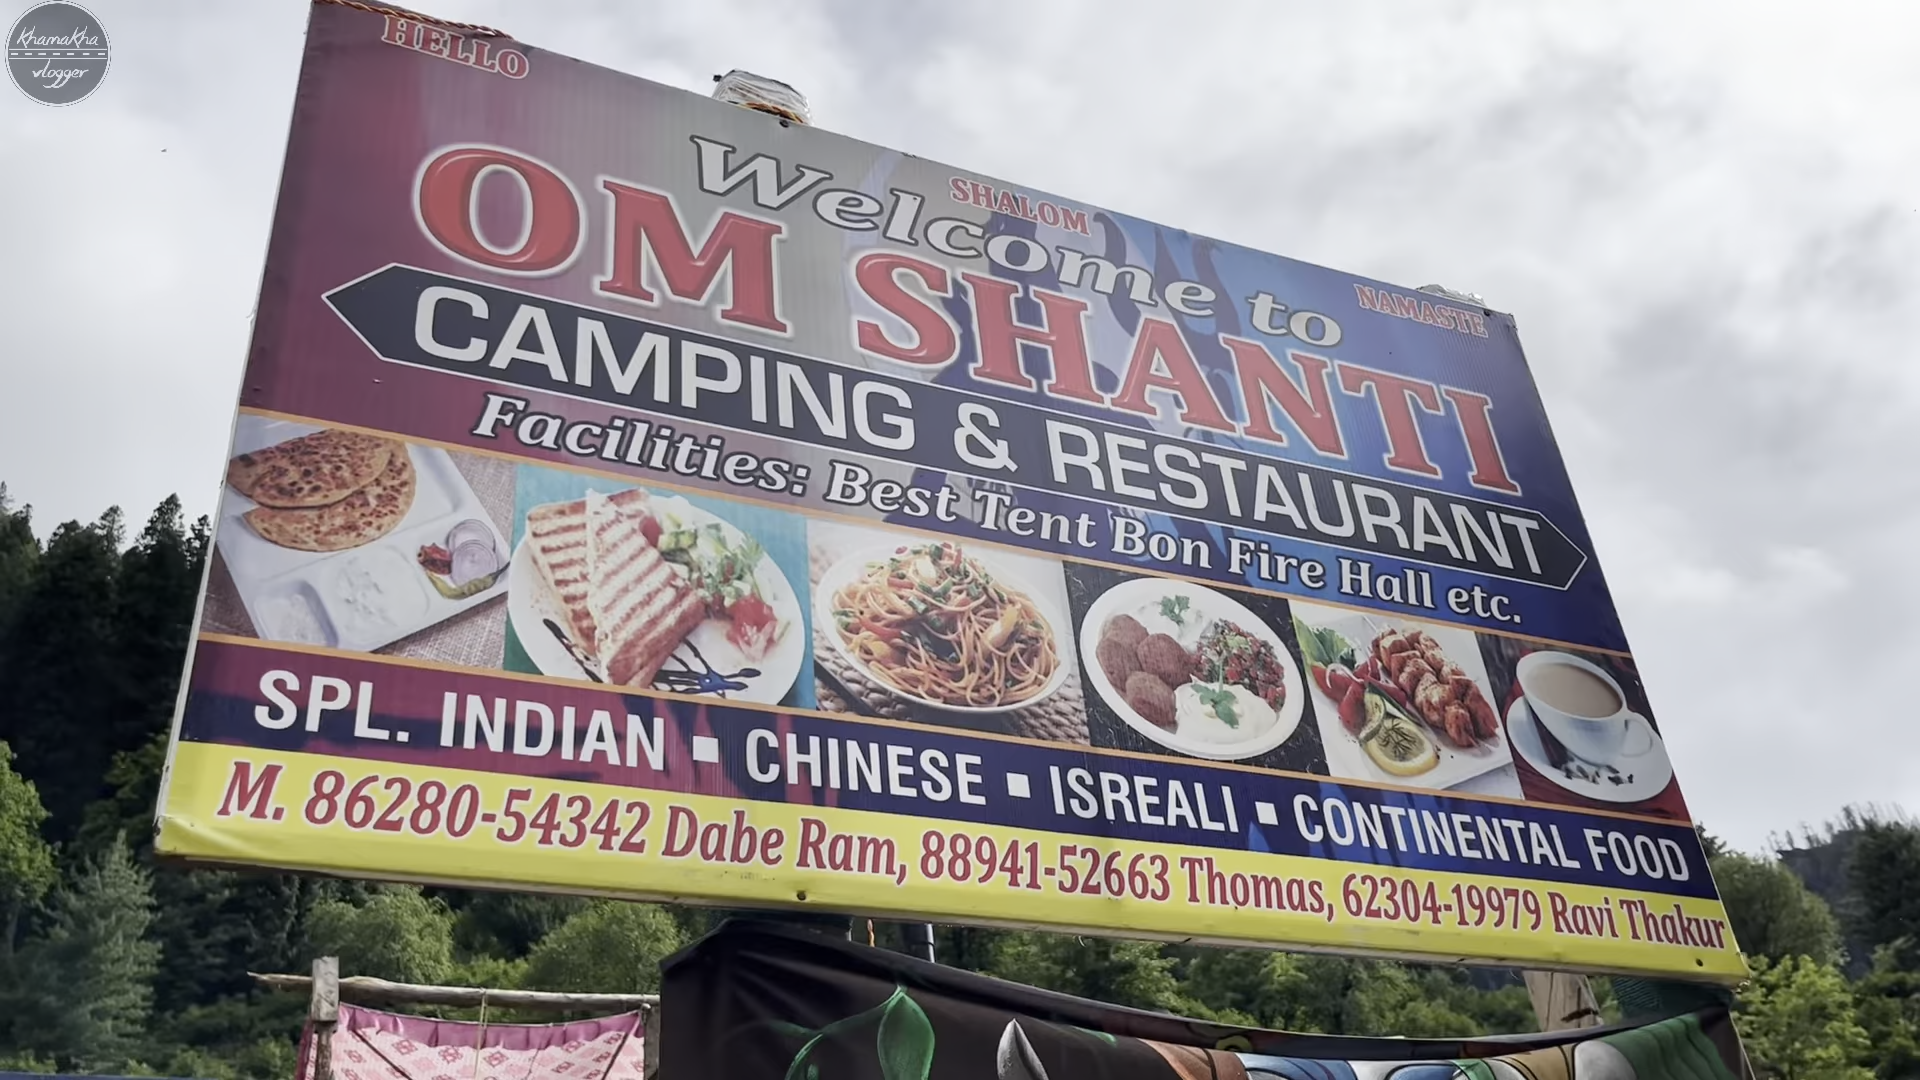 Khamakha
vlogger
HELLO
SHALOM
NAMASTE
Welcome to
OM SHANTI
CAMPING & RESTAURANT
Facilities: Best Tent Bon Fire Hall etc.
SPL. INDIAN ▪ CHINESE ▪ ISREALI ▪ CONTINENTAL FOOD
M. 86280-54342 Dabe Ram, 88941-52663 Thomas, 62304-19979 Ravi Thakur